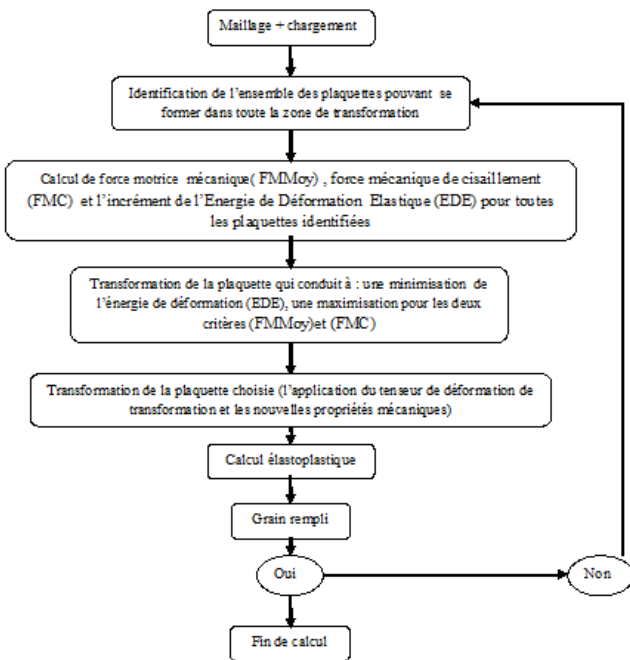 Maillage + chargement
Identification de l'ensemble des plaquettes pouvant se
former dans toute la zone de transformation
Calcul de force motrice mécanique( FMMoy) , force mécanique de cisaillement
(FMC) et l'incrément de l'Energie de Déformation Elastique (EDE) pour toutes
les plaquettes identifiées
Transformation de la plaquette qui conduit à : une minimisation de
l'énergie de déformation (EDE), une maximisation pour les deux
critères (FMMoy)et (FMC)
Transformation de la plaquette choisie (l'application du tenseur de déformation de
transformation et les nouvelles propriétés mécaniques)
Calcul élastoplastique
Grain rempli
Oui
Non
Fin de calcul